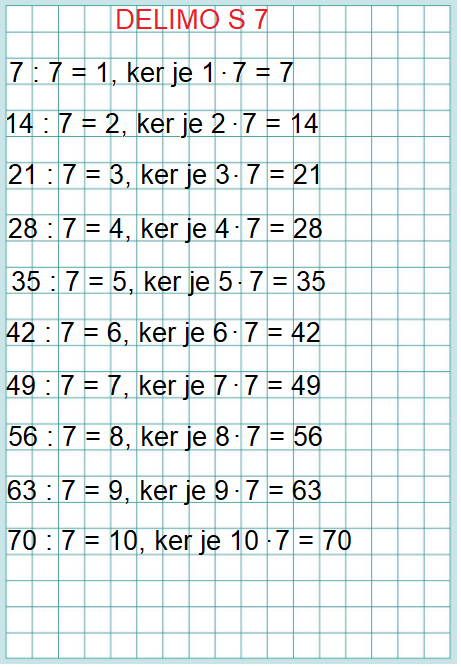 DELIMO S 7
7 : 7 = 1, ker je 1 · 7 = 7
14 : 7 = 2, ker je 2 · 7 = 14
21 : 7 = 3, ker je 3 · 7 = 21
28 : 7 = 4, ker je 4 · 7 = 28
35 : 7 = 5, ker je 5 · 7 = 35
42 : 7 = 6, ker je 6 · 7 = 42
49 : 7 = 7, ker je 7 · 7 = 49
56 : 7 = 8, ker je 8 · 7 = 56
63 : 7 = 9, ker je 9 · 7 = 63
70 : 7 = 10, ker je 10 · 7 = 70